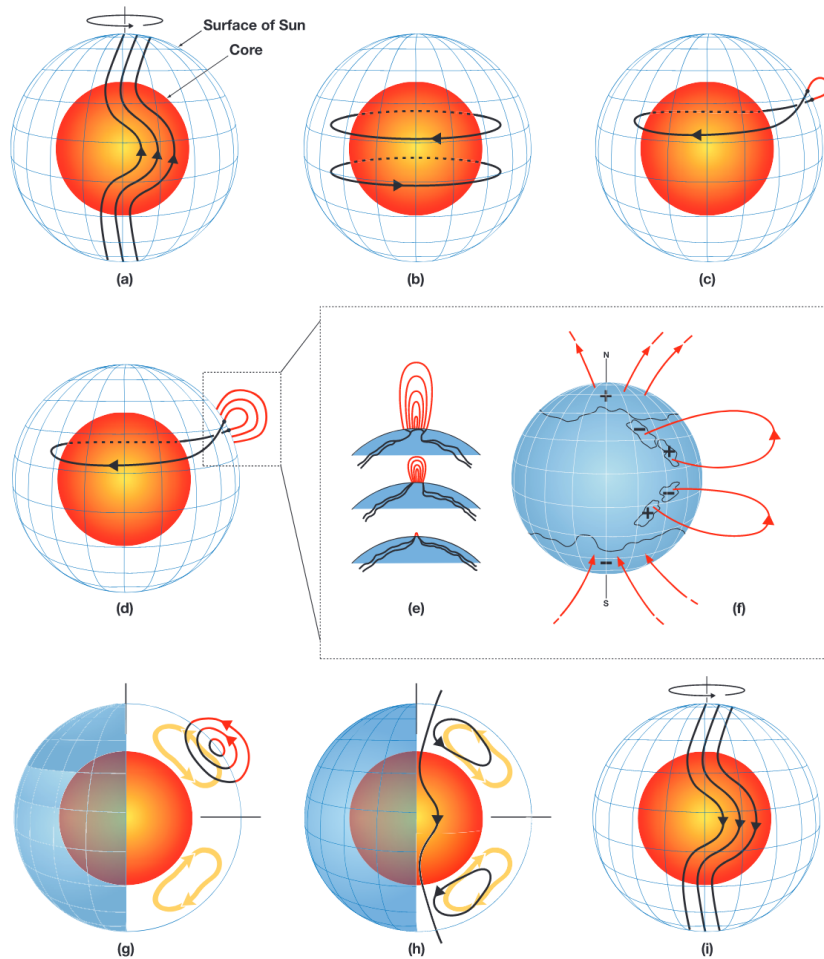 Surface of Sun
Core
(a)
(b)
(c)
(d)
(e)
N
+
−
+
−
+
--
S
(f)
(g)
(h)
(i)